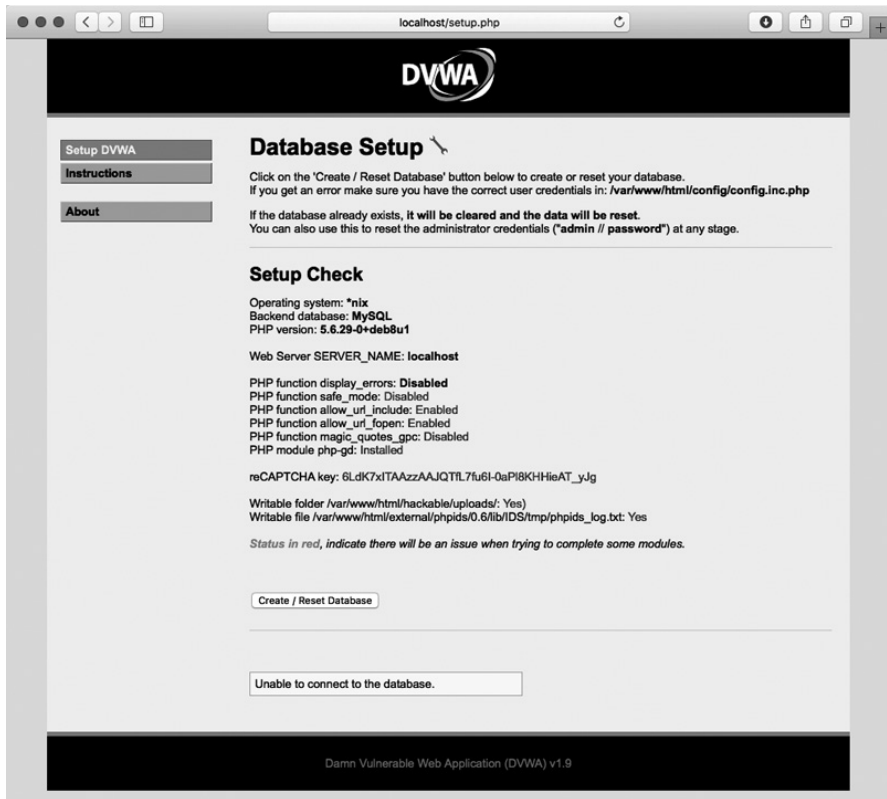 localhost/setup.php
DVWA
Setup DVWA
Instructions
About
Database Setup
Click on the 'Create / Reset Database' button below to create or reset your database.
If you get an error make sure you have the correct user credentials in: /var/www/html/config/config.inc.php
If the database already exists, it will be cleared and the data will be reset.
You can also use this to reset the administrator credentials ("admin // password") at any stage.
Setup Check
Operating system: *nix
Backend database: MySQL
PHP version: 5.6.29-0+deb8u1
Web Server SERVER_NAME: localhost
PHP function display_errors: Disabled
PHP function safe_mode: Disabled
PHP function allow_url_include: Enabled
PHP function allow_url_fopen: Enabled
PHP function magic_quotes_gpc: Disabled
PHP module php-gd: Installed
reCAPTCHA key: 6LdK7xITAAzzAAJQTfL7fu6I-0aPl8KHHieAT_yJg
Writable folder /var/www/html/hackable/uploads/: Yes)
Writable file /var/www/html/external/phpids/0.6/lib/IDS/tmp/phpids_log.txt: Yes
Status in red, indicate there will be an issue when trying to complete some modules.
Create / Reset Database
Unable to connect to the database.
Damn Vulnerable Web Application (DVWA) v1.9